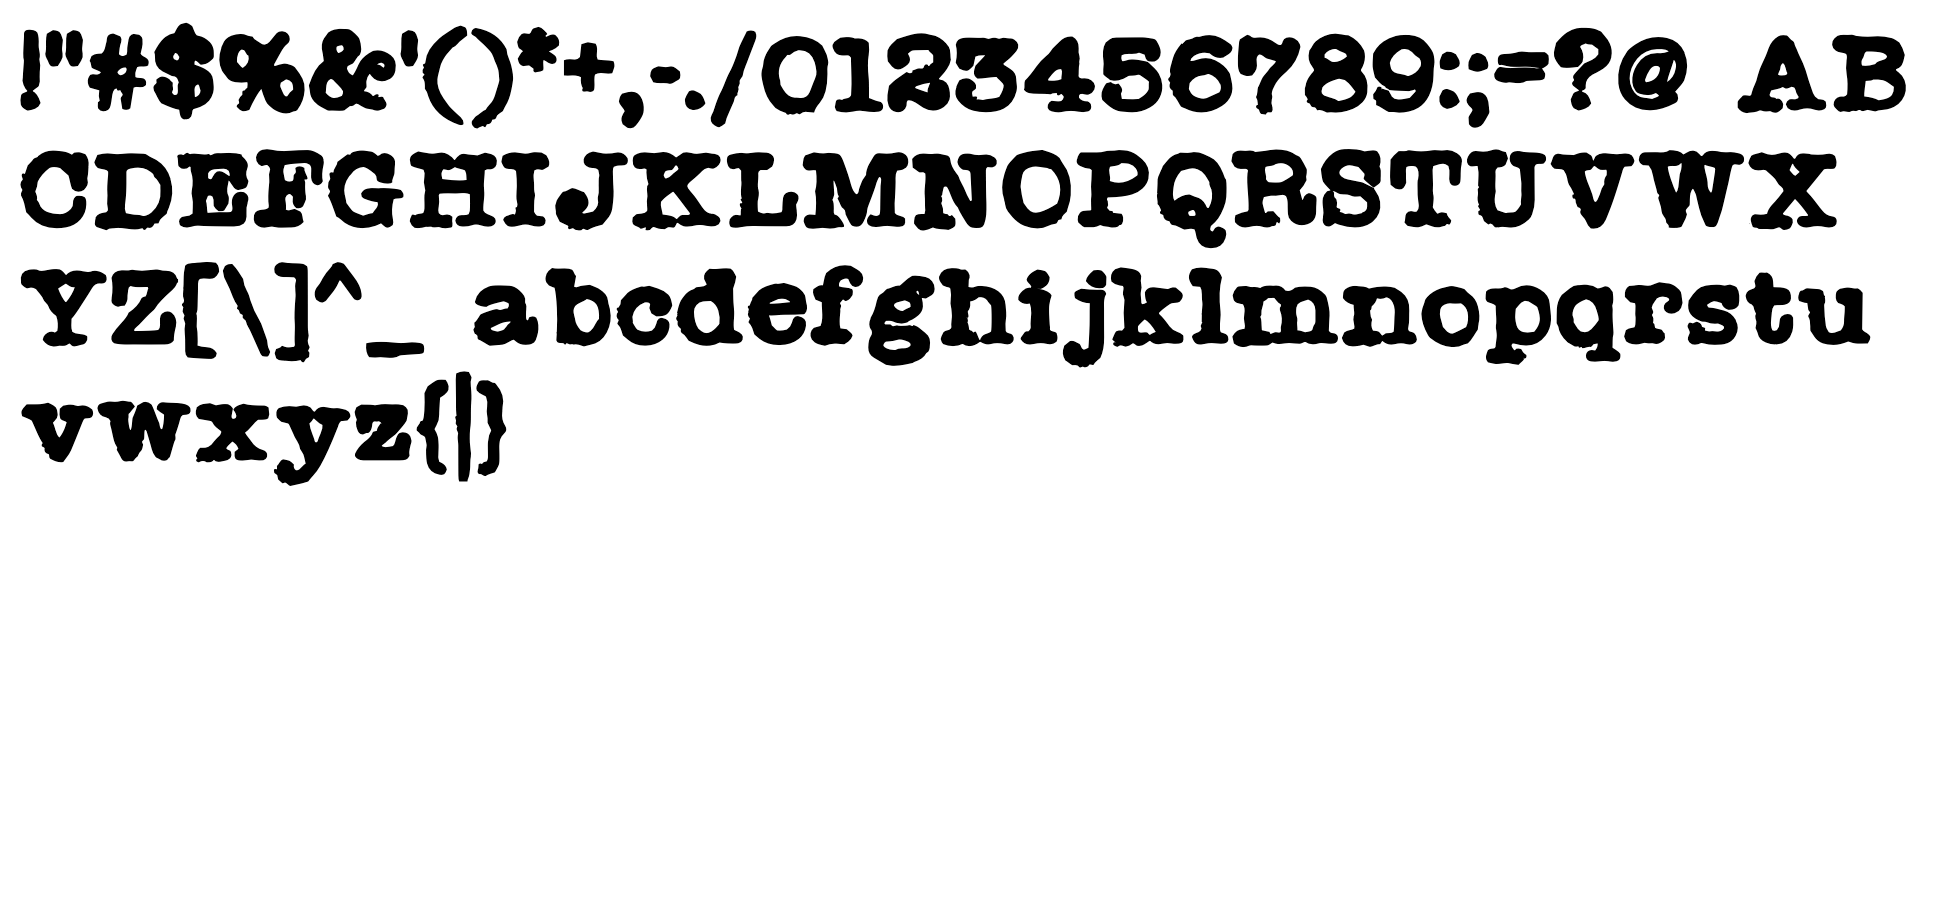 !"#$%&'()*+,-./0123456789:;=?@ AB
CDEFGHIJKLMNOPQRSTUVWX
YZ[\]^_ abcdefghijklmnopqrstu
vwxyz{|}